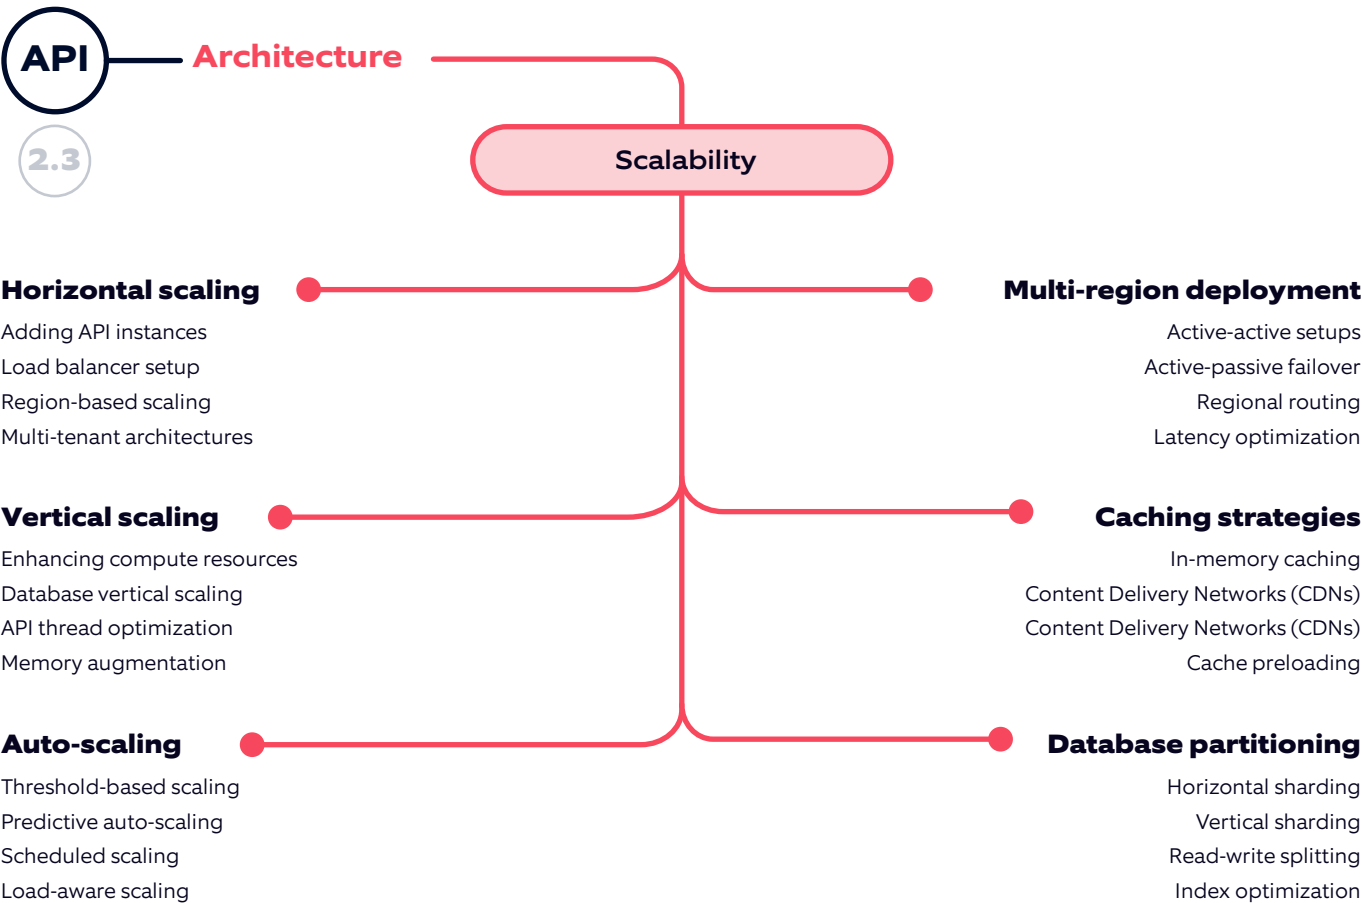 API
Architecture
2.3
Scalability
Horizontal scaling
Adding API instances
Load balancer setup
Region-based scaling
Multi-tenant architectures
Multi-region deployment
Active-active setups
Active-passive failover
Regional routing
Latency optimization
Vertical scaling
Enhancing compute resources
Database vertical scaling
API thread optimization
Memory augmentation
Caching strategies
In-memory caching
Content Delivery Networks (CDNs)
Content Delivery Networks (CDNs)
Cache preloading
Auto-scaling
Threshold-based scaling
Predictive auto-scaling
Scheduled scaling
Load-aware scaling
Database partitioning
Horizontal sharding
Vertical sharding
Read-write splitting
Index optimization